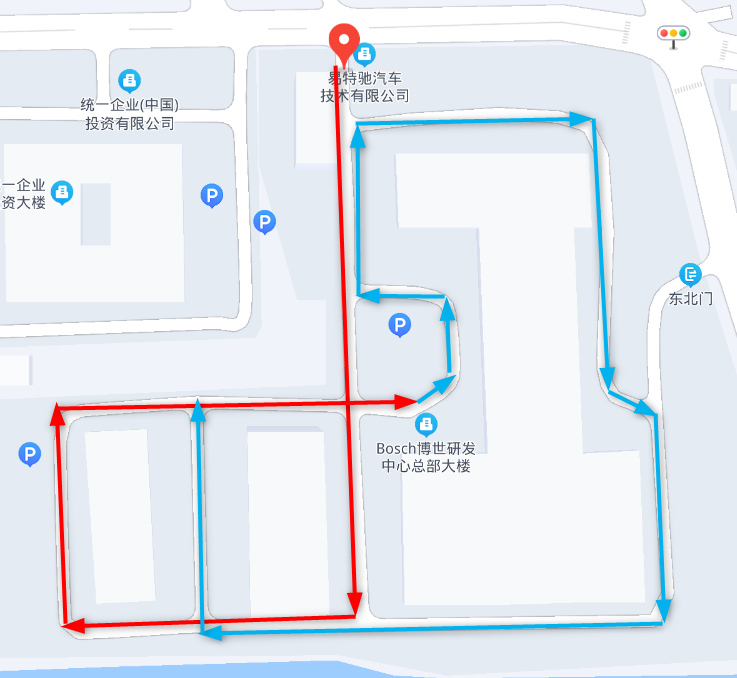 易特驰汽车
技术有限公司
统一企业(中国)
投资有限公司
一企业
资大楼
P
P
东北门
P
Bosch博世研发
中心总部大楼
P